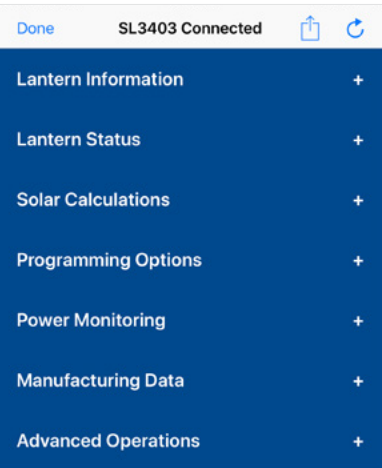 Done SL3403 Connected
Lantern Information +
Lantern Status +
Solar Calculations +
Programming Options +
Power Monitoring +
Manufacturing Data +
Advanced Operations +